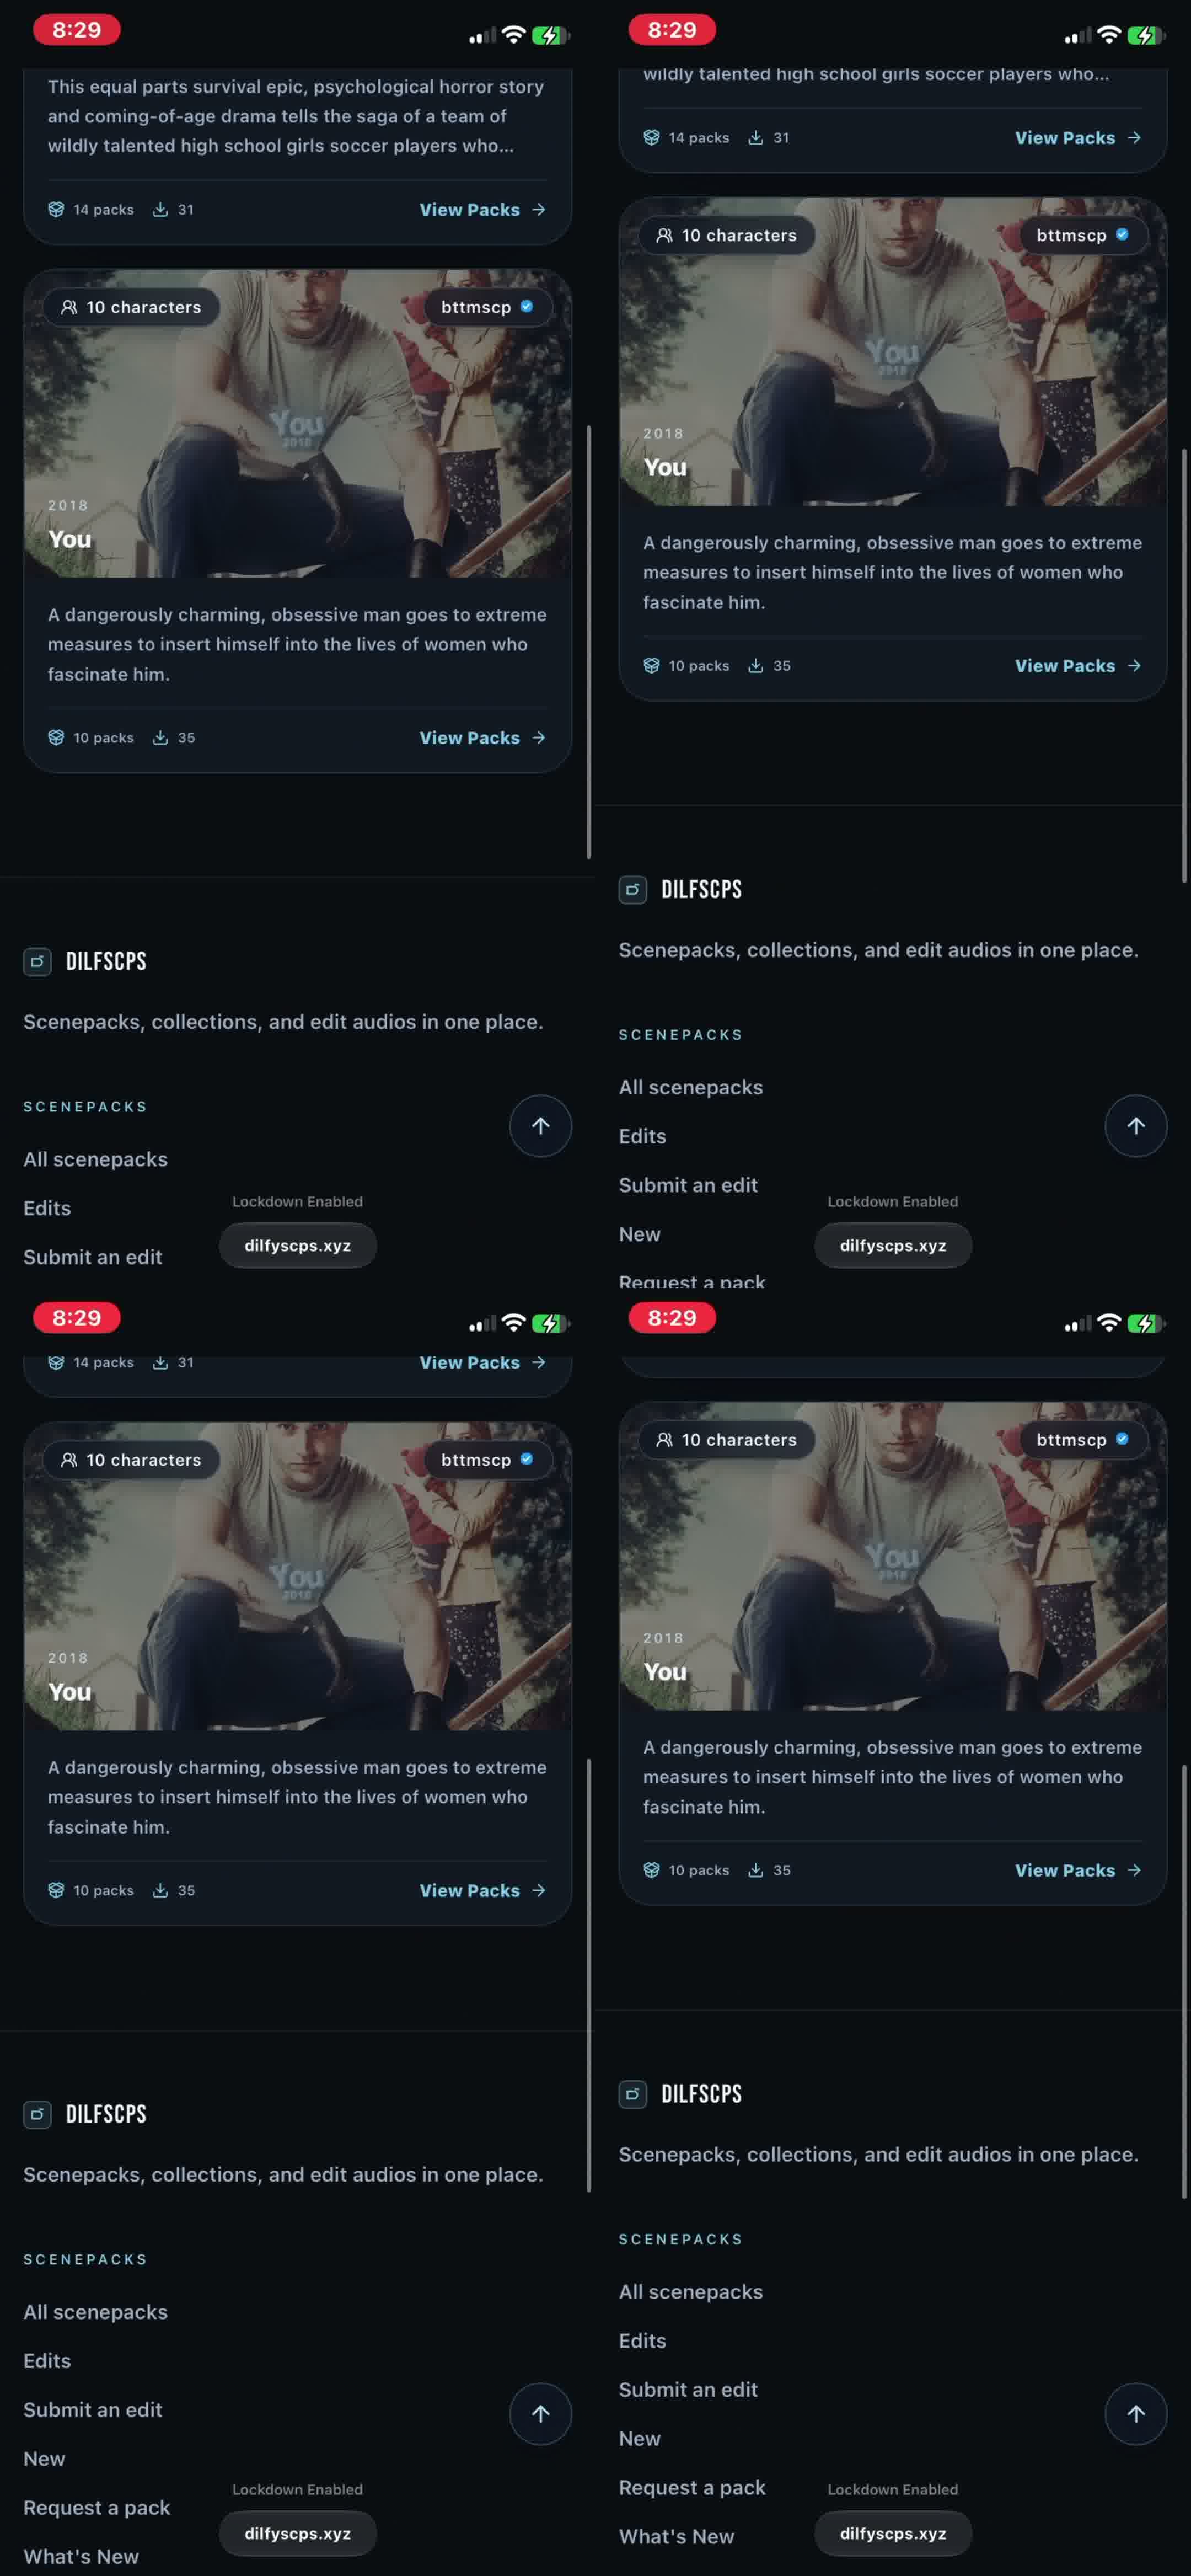 8:29
This equal parts survival epic, psychological horror story
and coming-of-age drama tells the saga of a team of
wildly talented high school girls soccer players who...
14 packs 31 View Packs
10 characters bttmscp
You
2018
2018
You
A dangerously charming, obsessive man goes to extreme
measures to insert himself into the lives of women who
fascinate him.
10 packs 35 View Packs
DILFSCPS
Scenepacks, collections, and edit audios in one place.
SCENEPACKS
All scenepacks
Edits
Submit an edit
Lockdown Enabled
dilfyscps.xyz
8:29
wildly talented high school girls soccer players who...
14 packs 31 View Packs
10 characters bttmscp
You
2018
2018
You
A dangerously charming, obsessive man goes to extreme
measures to insert himself into the lives of women who
fascinate him.
10 packs 35 View Packs
DILFSCPS
Scenepacks, collections, and edit audios in one place.
SCENEPACKS
All scenepacks
Edits
Submit an edit
New
Request a pack
Lockdown Enabled
dilfyscps.xyz
8:29
14 packs 31 View Packs
10 characters bttmscp
You
2018
2018
You
A dangerously charming, obsessive man goes to extreme
measures to insert himself into the lives of women who
fascinate him.
10 packs 35 View Packs
DILFSCPS
Scenepacks, collections, and edit audios in one place.
SCENEPACKS
All scenepacks
Edits
Submit an edit
New
Request a pack
What's New
Lockdown Enabled
dilfyscps.xyz
8:29
10 characters bttmscp
You
2018
2018
You
A dangerously charming, obsessive man goes to extreme
measures to insert himself into the lives of women who
fascinate him.
10 packs 35 View Packs
DILFSCPS
Scenepacks, collections, and edit audios in one place.
SCENEPACKS
All scenepacks
Edits
Submit an edit
New
Request a pack
What's New
Lockdown Enabled
dilfyscps.xyz